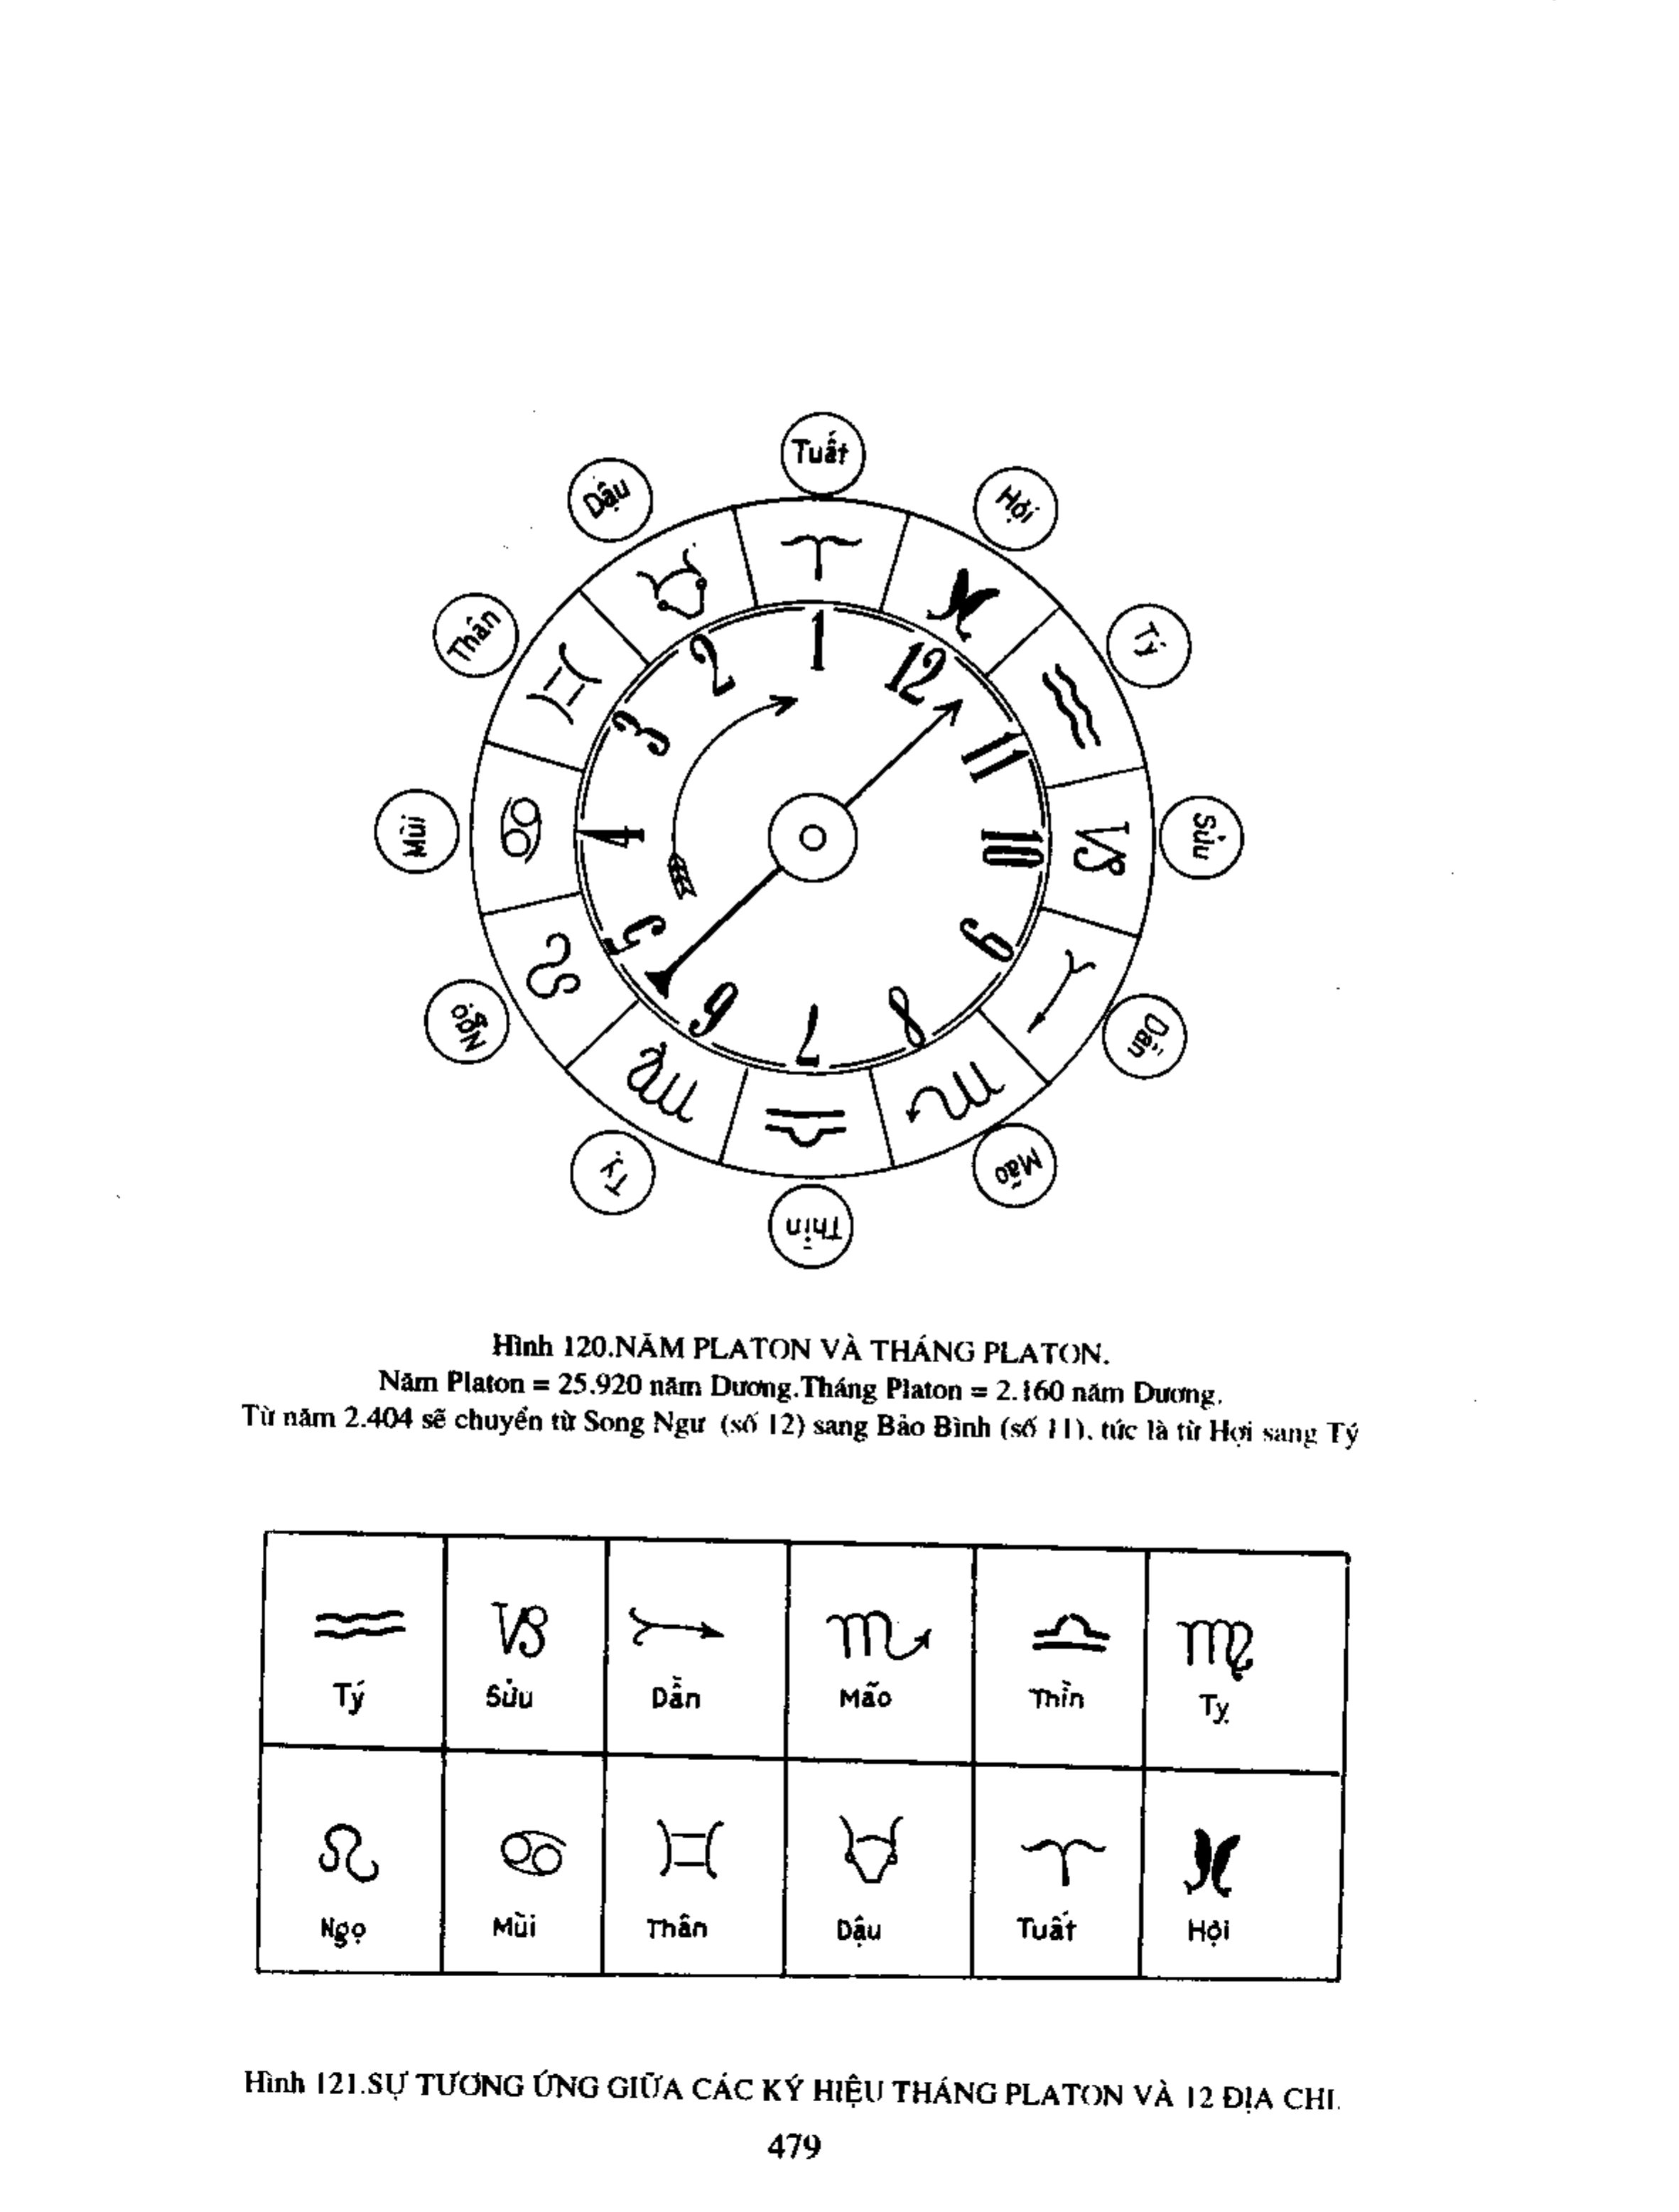 Tuất
Hợi
Tý
Sửu
Dần
Mão
Thìn
Tỵ
Ngọ
Mùi
Thân
Dậu
1
12
11
10
9
8
7
6
5
4
3
2
Hình 120.NĂM PLATON VÀ THÁNG PLATON.
Năm Platon = 25.920 năm Dương.Tháng Platon = 2.160 năm Dương.
Từ năm 2.404 sẽ chuyển từ Song Ngư (số 12) sang Bảo Bình (số 11), tức là từ Hợi sang Tý
♒ ♑ ♐ ♏ ♎ ♍
Tý Sửu Dần Mão Thìn Tỵ
♌ ♋ ♊ ♉ ♈ ♓
Ngọ Mùi Thân Dậu Tuất Hợi
Hình 121.SỰ TƯƠNG ỨNG GIỮA CÁC KÝ HIỆU THÁNG PLATON VÀ 12 ĐỊA CHI.
479